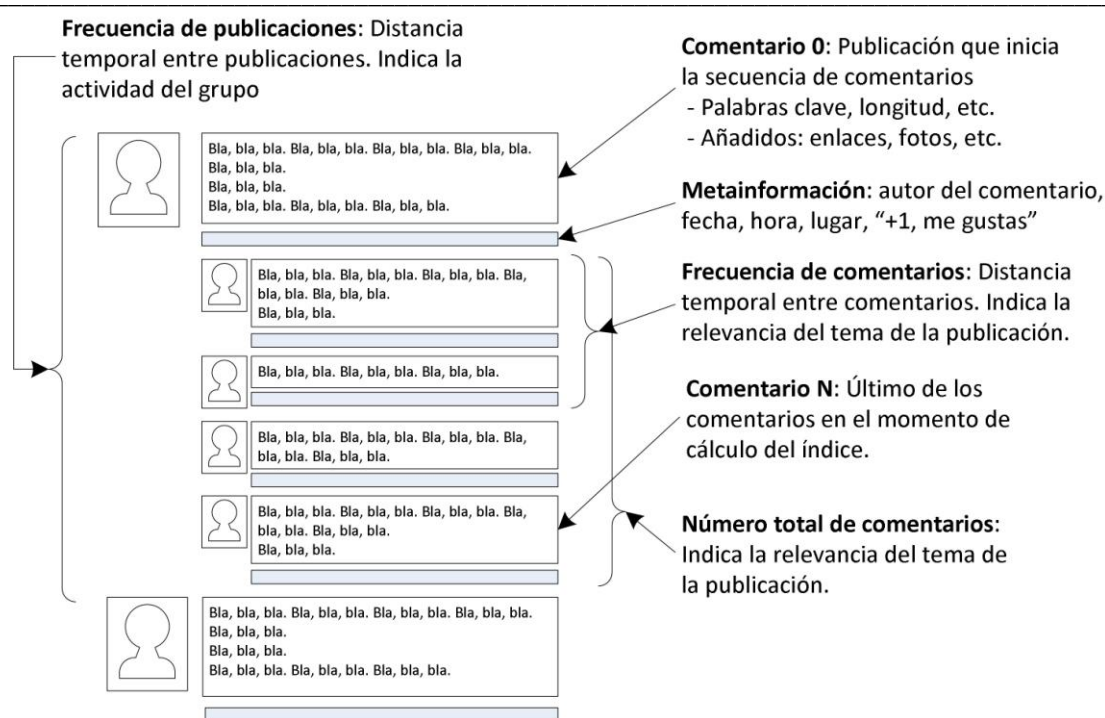 Frecuencia de publicaciones: Distancia
temporal entre publicaciones. Indica la
actividad del grupo
Comentario 0: Publicación que inicia
la secuencia de comentarios
- Palabras clave, longitud, etc.
- Añadidos: enlaces, fotos, etc.
Bla, bla, bla. Bla, bla, bla. Bla, bla, bla. Bla, bla, bla.
Bla, bla, bla.
Bla, bla, bla.
Bla, bla, bla. Bla, bla, bla. Bla, bla, bla.
Metainformación: autor del comentario,
fecha, hora, lugar, “+1, me gustas”
Bla, bla, bla. Bla, bla, bla. Bla, bla, bla. Bla,
bla, bla. Bla, bla, bla.
Bla, bla, bla.
Frecuencia de comentarios: Distancia
temporal entre comentarios. Indica la
relevancia del tema de la publicación.
Bla, bla, bla. Bla, bla, bla. Bla, bla, bla.
Comentario N: Último de los
comentarios en el momento de
cálculo del índice.
Bla, bla, bla. Bla, bla, bla. Bla, bla, bla. Bla,
bla, bla. Bla, bla, bla.
Bla, bla, bla. Bla, bla, bla. Bla, bla, bla. Bla,
bla, bla. Bla, bla, bla.
Bla, bla, bla.
Número total de comentarios:
Indica la relevancia del tema de
la publicación.
Bla, bla, bla. Bla, bla, bla. Bla, bla, bla. Bla, bla, bla.
Bla, bla, bla.
Bla, bla, bla.
Bla, bla, bla. Bla, bla, bla. Bla, bla, bla.